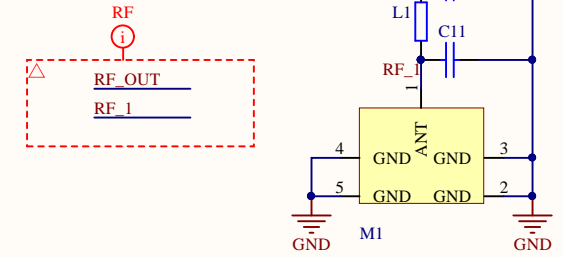 RF
i
RF_OUT
RF_1
L1
C11
RF_1
1
ANT
4 GND GND 3
5 GND GND 2
M1
GND GND